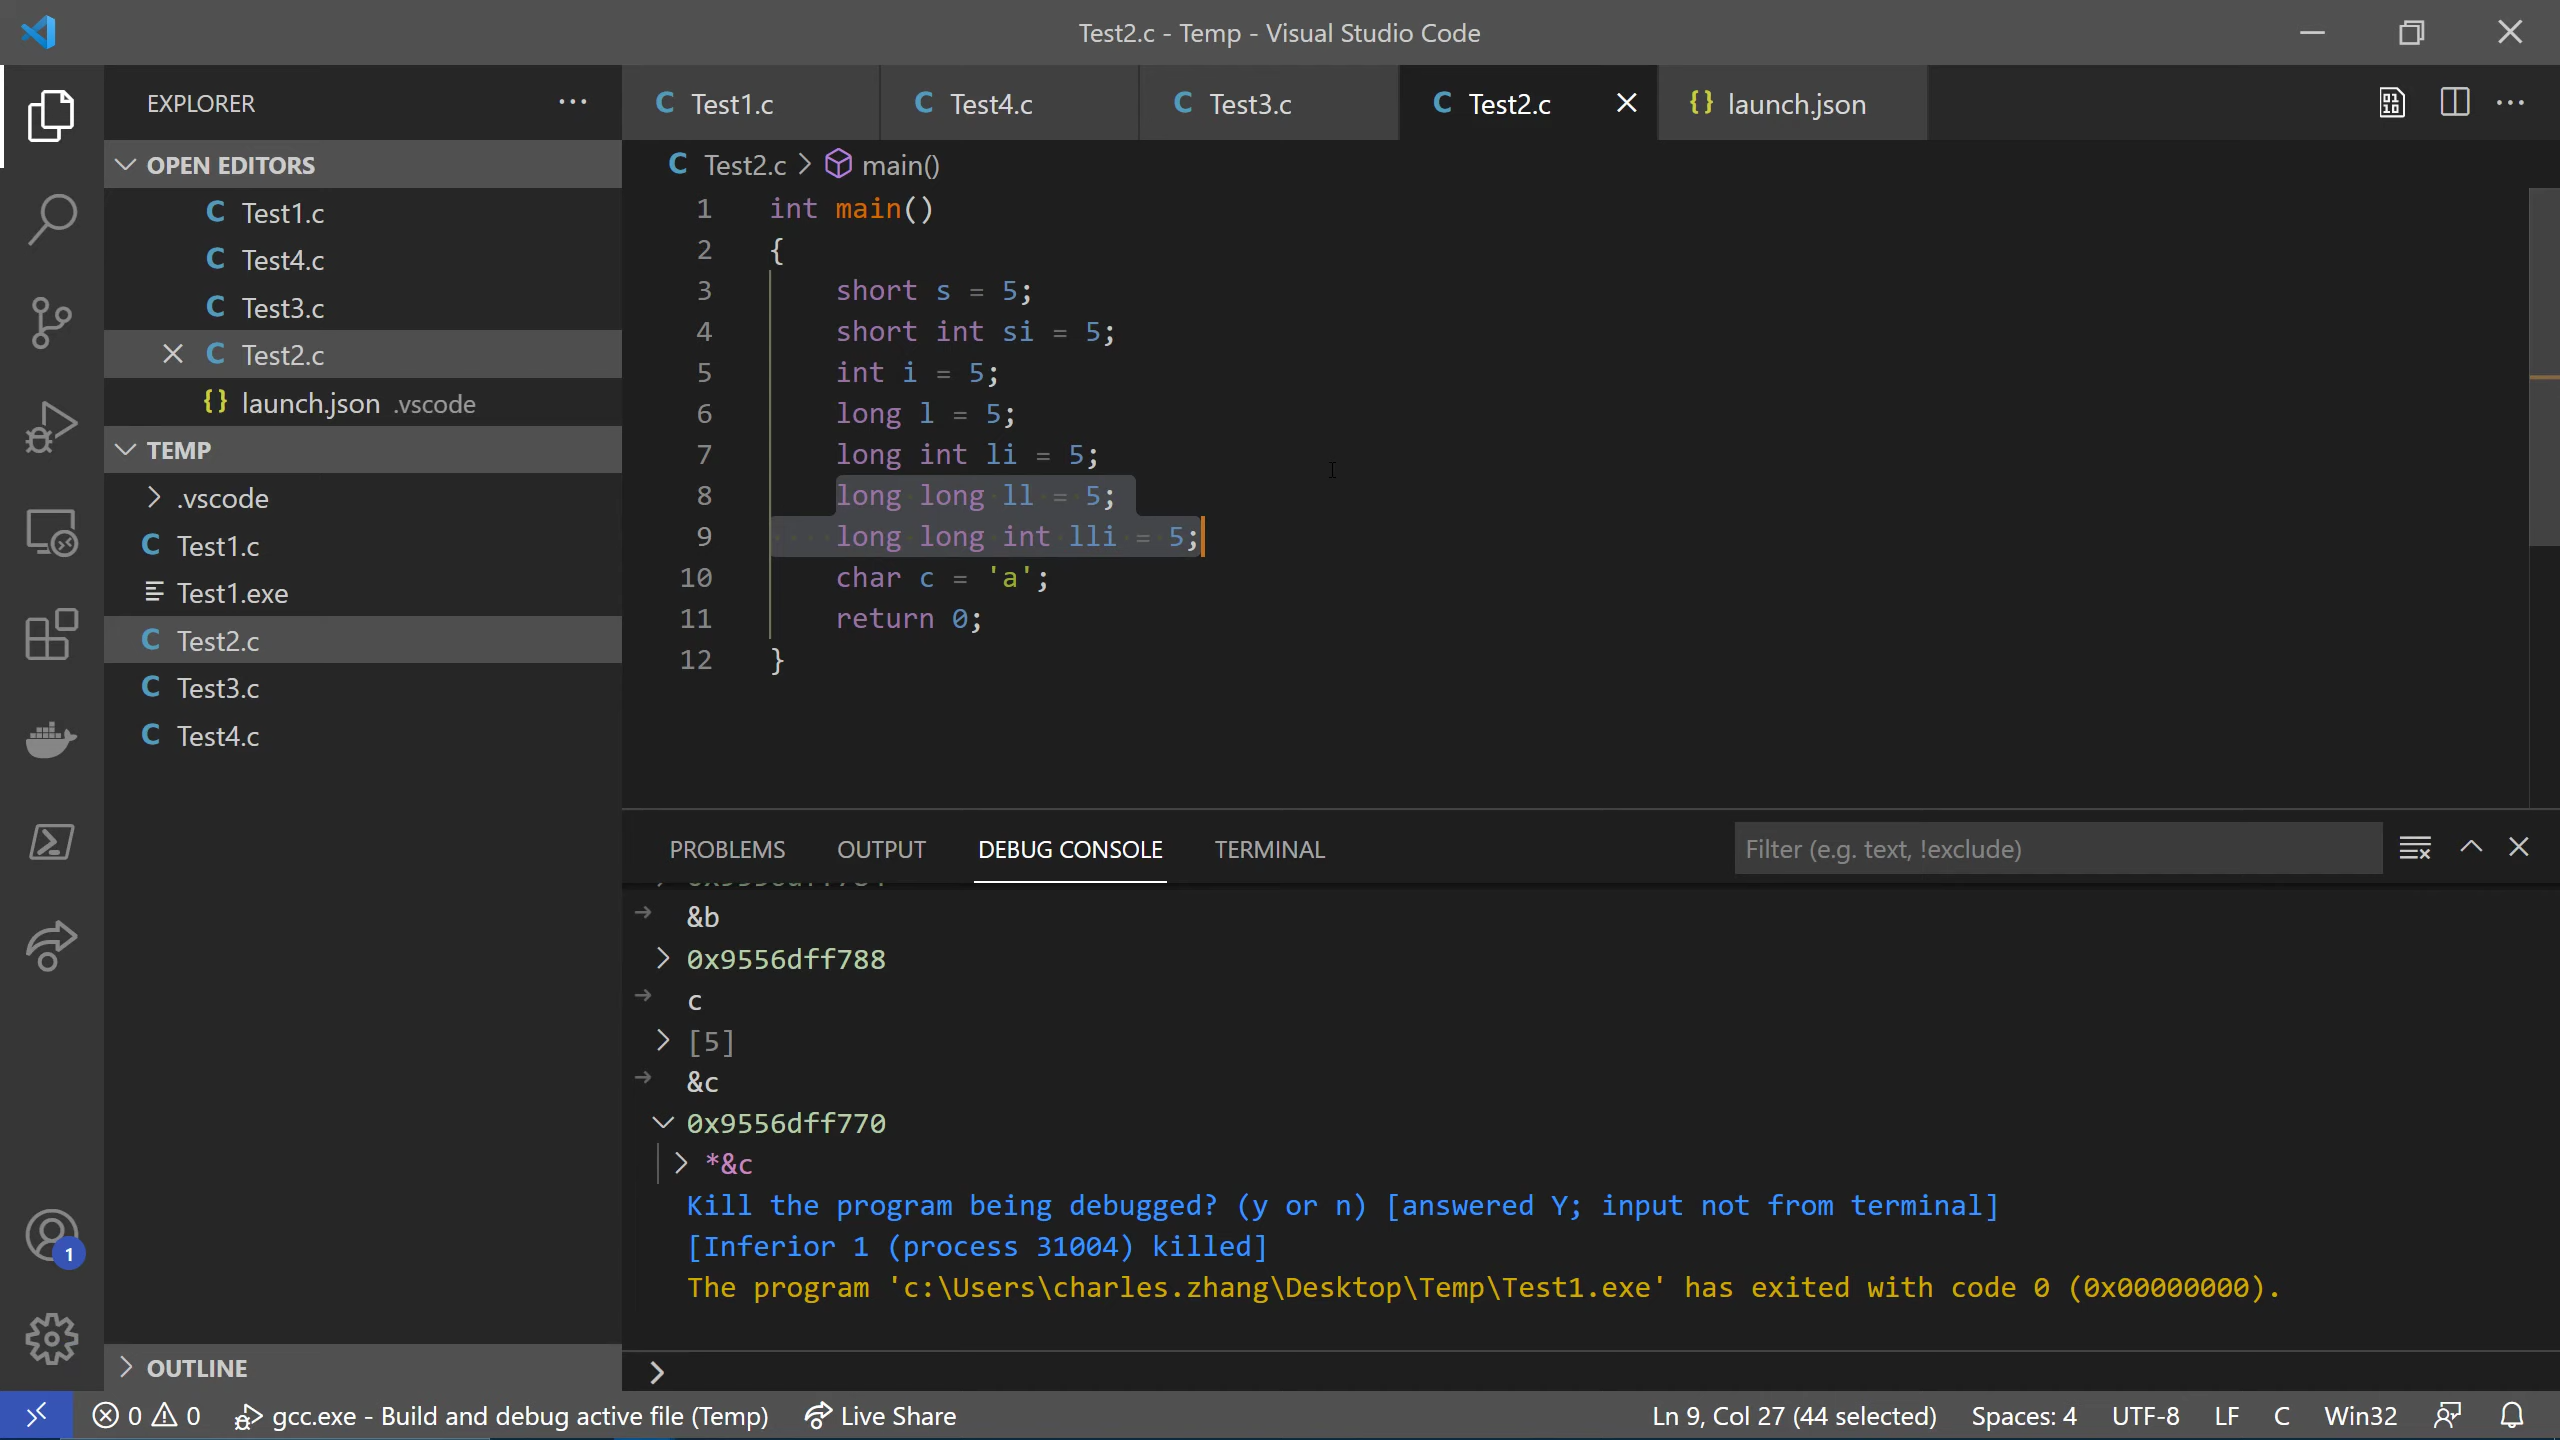 Test2.c - Temp - Visual Studio Code
EXPLORER
OPEN EDITORS
Test1.c
Test4.c
Test3.c
Test2.c
launch.json .vscode
TEMP
.vscode
Test1.c
Test1.exe
Test2.c
Test3.c
Test4.c
OUTLINE
Test1.c
Test4.c
Test3.c
Test2.c
launch.json
Test2.c > main()
1 int main()
2 {
3 short s = 5;
4 short int si = 5;
5 int i = 5;
6 long l = 5;
7 long int li = 5;
8 long long ll = 5;
9 long long int lli = 5;
10 char c = 'a';
11 return 0;
12 }
PROBLEMS OUTPUT DEBUG CONSOLE TERMINAL
Filter (e.g. text, !exclude)
&b
0x9556dff788
c
[5]
&c
0x9556dff770
*&c
Kill the program being debugged? (y or n) [answered Y; input not from terminal]
[Inferior 1 (process 31004) killed]
The program 'c:\Users\charles.zhang\Desktop\Temp\Test1.exe' has exited with code 0 (0x00000000).
1
0 0 gcc.exe - Build and debug active file (Temp) Live Share Ln 9, Col 27 (44 selected) Spaces: 4 UTF-8 LF C Win32